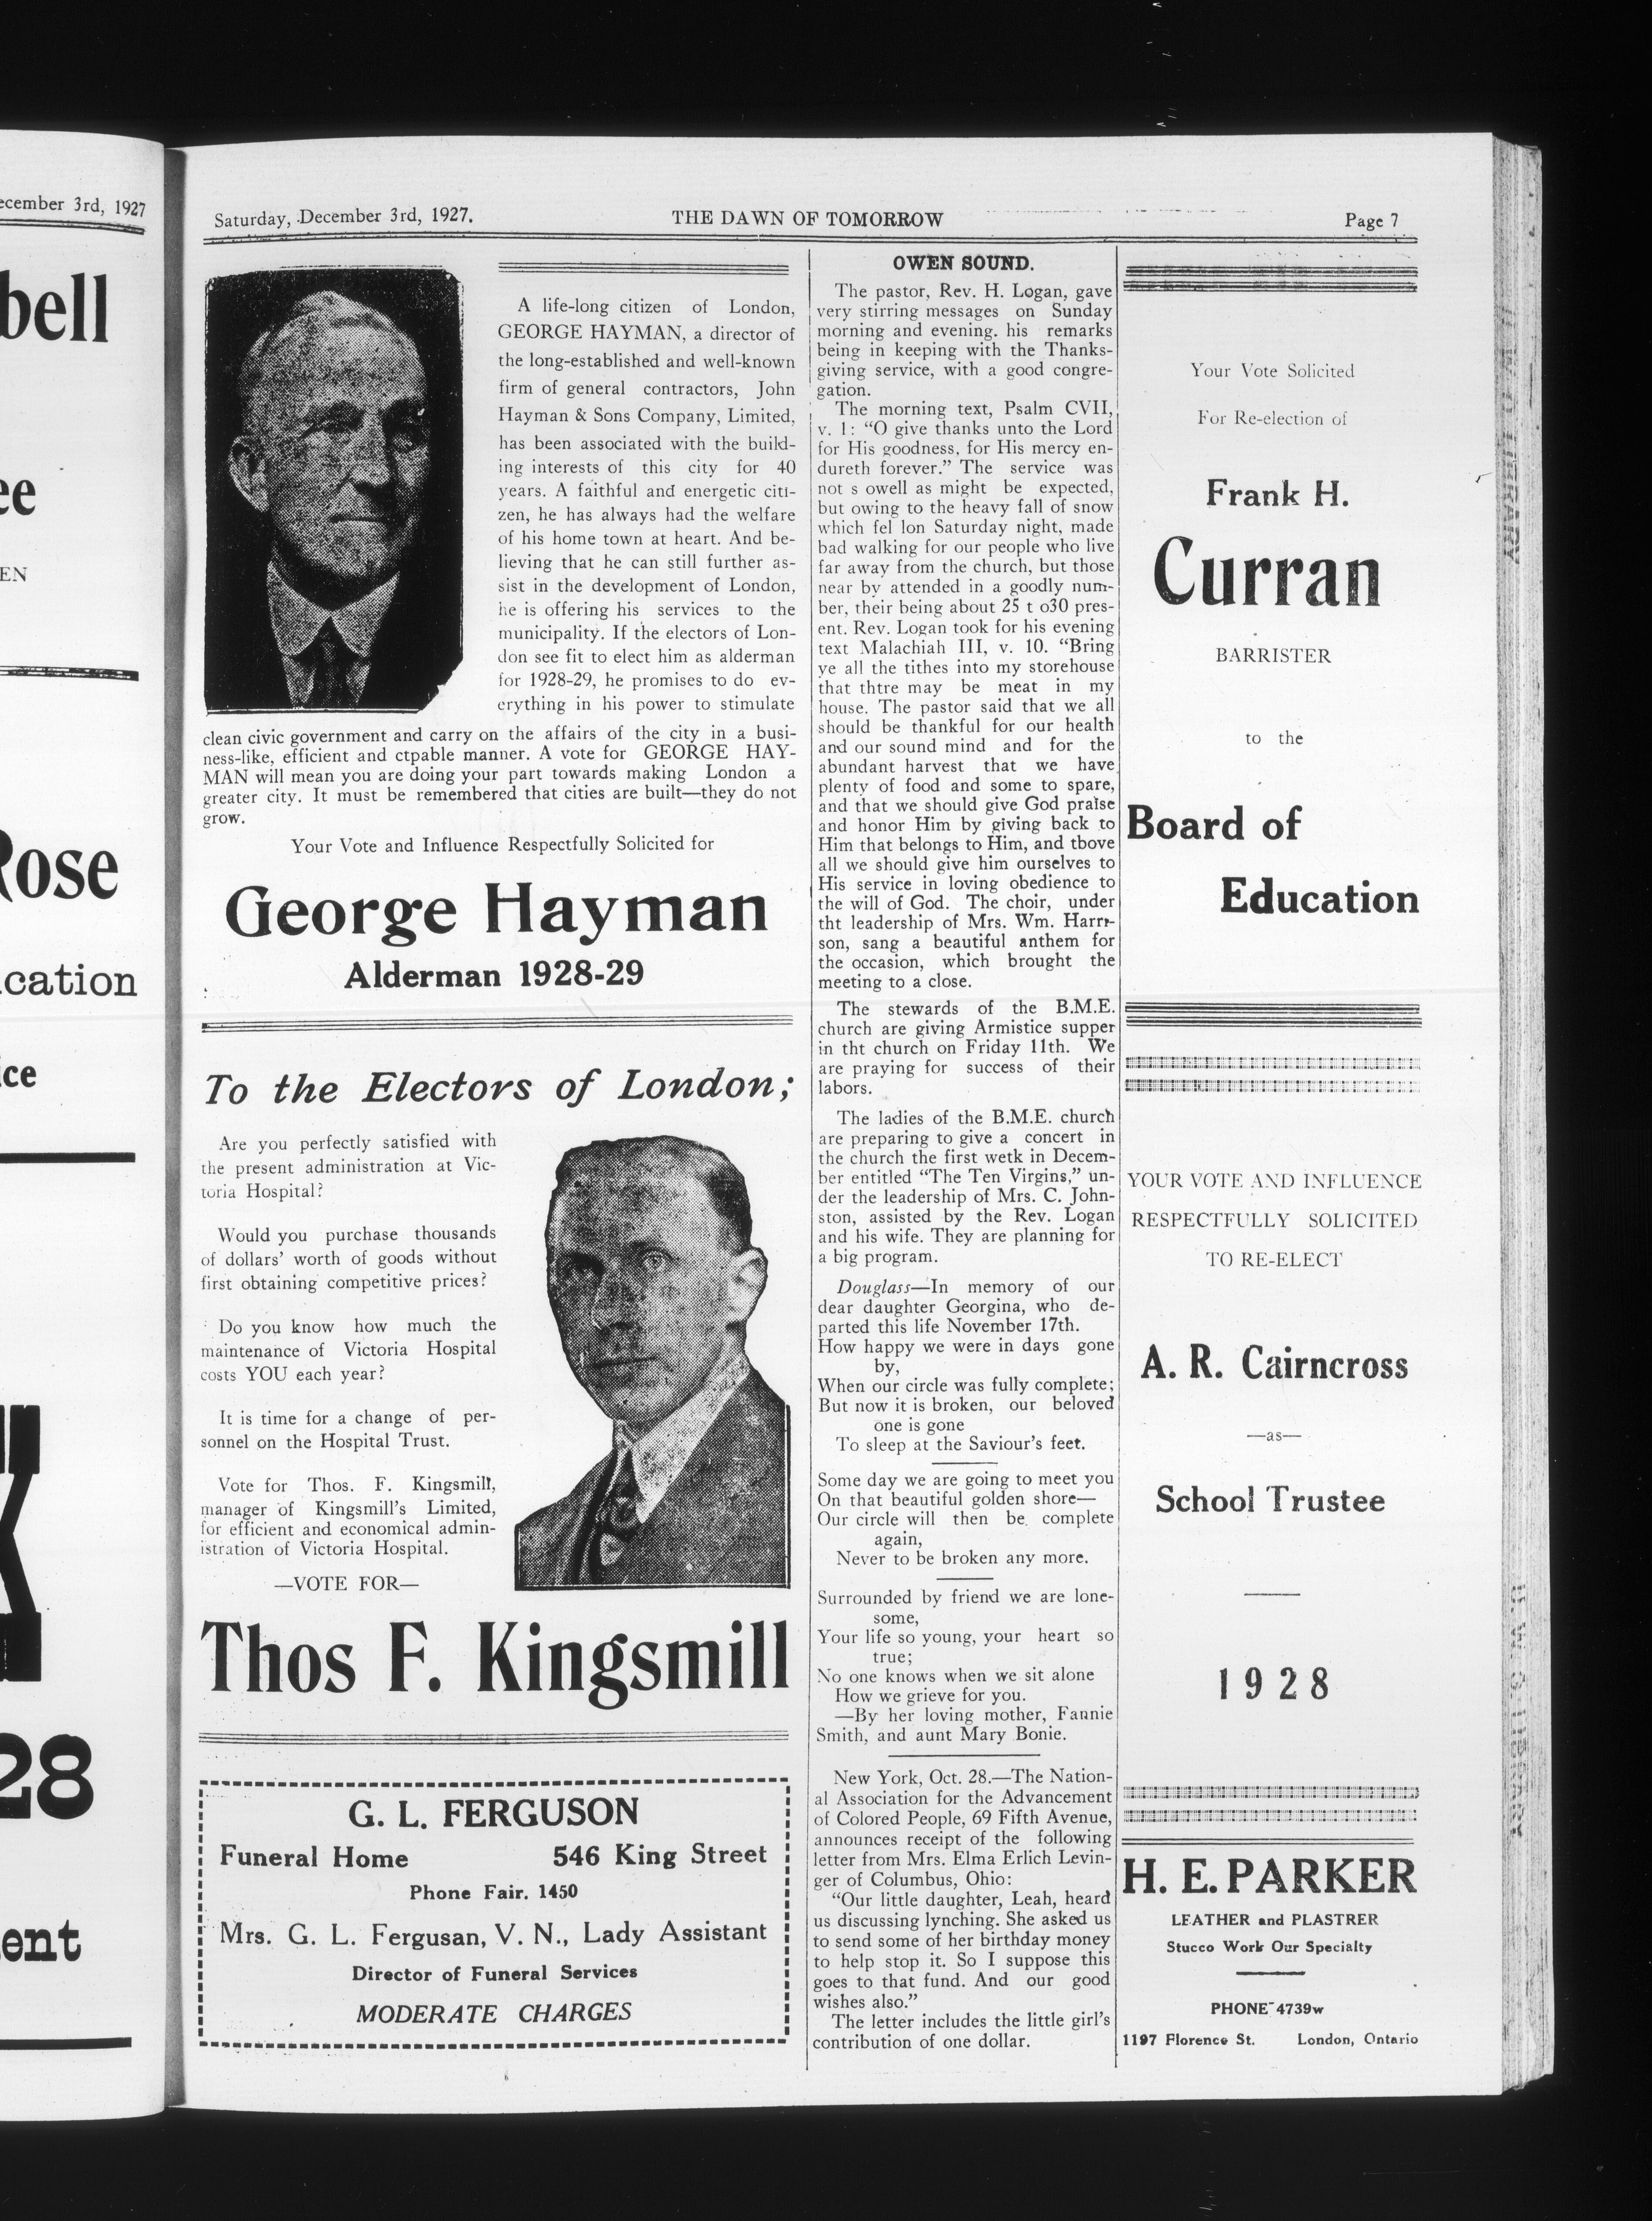 ecember 3rd, 1927
bell
ee
EN
Rose
cation
ice
K
28
ent
Saturday, December 3rd, 1927.
THE DAWN OF TOMORROW
Page 7
A life-long citizen of London,
GEORGE HAYMAN, a director of
the long-established and well-known
firm of general contractors, John
Hayman & Sons Company, Limited,
has been associated with the build-
ing interests of this city for 40
years. A faithful and energetic citi-
zen, he has always had the welfare
of his home town at heart. And be-
lieving that he can still further as-
sist in the development of London,
he is offering his services to the
municipality. If the electors of Lon-
don see fit to elect him as alderman
for 1928-29, he promises to do ev-
erything in his power to stimulate
clean civic government and carry on the affairs of the city in a busi-
ness-like, efficient and ctpable manner. A vote for GEORGE HAY-
MAN will mean you are doing your part towards making London a
greater city. It must be remembered that cities are built—they do not
grow.
Your Vote and Influence Respectfully Solicited for
George Hayman
Alderman 1928-29
To the Electors of London;
Are you perfectly satisfied with
the present administration at Vic-
toria Hospital?
Would you purchase thousands
of dollars' worth of goods without
first obtaining competitive prices?
Do you know how much the
maintenance of Victoria Hospital
costs YOU each year?
It is time for a change of per-
sonnel on the Hospital Trust.
Vote for Thos. F. Kingsmill,
manager of Kingsmill's Limited,
for efficient and economical admin-
istration of Victoria Hospital.
—VOTE FOR—
Thos F. Kingsmill
G. L. FERGUSON
Funeral Home 546 King Street
Phone Fair. 1450
Mrs. G. L. Fergusan, V. N., Lady Assistant
Director of Funeral Services
MODERATE CHARGES
OWEN SOUND.
The pastor, Rev. H. Logan, gave
very stirring messages on Sunday
morning and evening. his remarks
being in keeping with the Thanks-
giving service, with a good congre-
gation.
The morning text, Psalm CVII,
v. 1: “O give thanks unto the Lord
for His goodness, for His mercy en-
dureth forever.” The service was
not s owell as might be expected,
but owing to the heavy fall of snow
which fel lon Saturday night, made
bad walking for our people who live
far away from the church, but those
near by attended in a goodly num-
ber, their being about 25 t o30 pres-
ent. Rev. Logan took for his evening
text Malachiah III, v. 10. “Bring
ye all the tithes into my storehouse
that thtre may be meat in my
house. The pastor said that we all
should be thankful for our health
and our sound mind and for the
abundant harvest that we have
plenty of food and some to spare,
and that we should give God praise
and honor Him by giving back to
Him that belongs to Him, and tbove
all we should give him ourselves to
His service in loving obedience to
the will of God. The choir, under
tht leadership of Mrs. Wm. Harri-
son, sang a beautiful anthem for
the occasion, which brought the
meeting to a close.
The stewards of the B.M.E.
church are giving Armistice supper
in tht church on Friday 11th. We
are praying for success of their
labors.
The ladies of the B.M.E. church
are preparing to give a concert in
the church the first wetk in Decem-
ber entitled “The Ten Virgins,” un-
der the leadership of Mrs. C. John-
ston, assisted by the Rev. Logan
and his wife. They are planning for
a big program.
Douglass—In memory of our
dear daughter Georgina, who de-
parted this life November 17th.
How happy we were in days gone
by,
When our circle was fully complete;
But now it is broken, our beloved
one is gone
To sleep at the Saviour's feet.
Some day we are going to meet you
On that beautiful golden shore—
Our circle will then be complete
again,
Never to be broken any more.
Surrounded by friend we are lone-
some,
Your life so young, your heart so
true;
No one knows when we sit alone
How we grieve for you.
—By her loving mother, Fannie
Smith, and aunt Mary Bonie.
New York, Oct. 28.—The Nation-
al Association for the Advancement
of Colored People, 69 Fifth Avenue,
announces receipt of the following
letter from Mrs. Elma Erlich Levin-
ger of Columbus, Ohio:
“Our little daughter, Leah, heard
us discussing lynching. She asked us
to send some of her birthday money
to help stop it. So I suppose this
goes to that fund. And our good
wishes also.”
The letter includes the little girl's
contribution of one dollar.
Your Vote Solicited
For Re-election of
Frank H.
Curran
BARRISTER
to the
Board of
Education
YOUR VOTE AND INFLUENCE
RESPECTFULLY SOLICITED
TO RE-ELECT
A. R. Cairncross
—as—
School Trustee
1928
H. E. PARKER
LEATHER and PLASTRER
Stucco Work Our Specialty
PHONE 4739w
1197 Florence St. London, Ontario